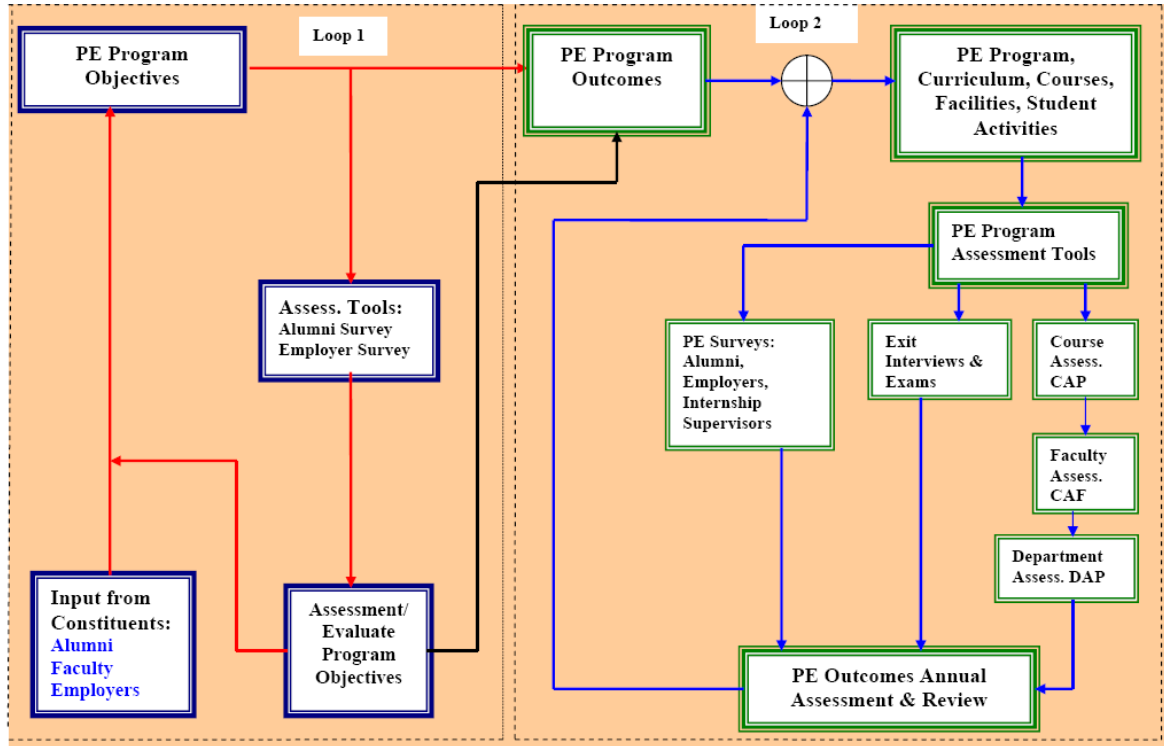 Loop 1
PE Program
Objectives
Assess. Tools:
Alumni Survey
Employer Survey
Input from
Constituents:
Alumni
Faculty
Employers
Assessment/
Evaluate
Program
Objectives
Loop 2
PE Program
Outcomes
PE Program,
Curriculum, Courses,
Facilities, Student
Activities
PE Program
Assessment Tools
PE Surveys:
Alumni,
Employers,
Internship
Supervisors
Exit
Interviews &
Exams
Course
Assess.
CAP
Faculty
Assess.
CAF
Department
Assess. DAP
PE Outcomes Annual
Assessment & Review